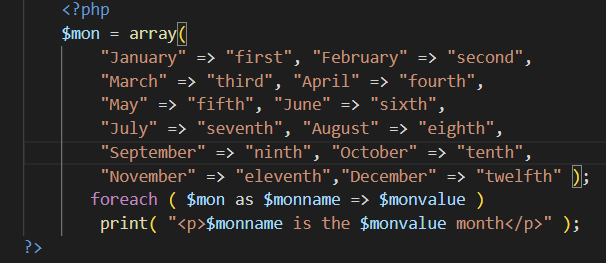 <?php
$mon = array(
"January" => "first", "February" => "second",
"March" => "third", "April" => "fourth",
"May" => "fifth", "June" => "sixth",
"July" => "seventh", "August" => "eighth",
"September" => "ninth", "October" => "tenth",
"November" => "eleventh","December" => "twelfth" );
foreach ( $mon as $monname => $monvalue )
print( "<p>$monname is the $monvalue month</p>" );
?>